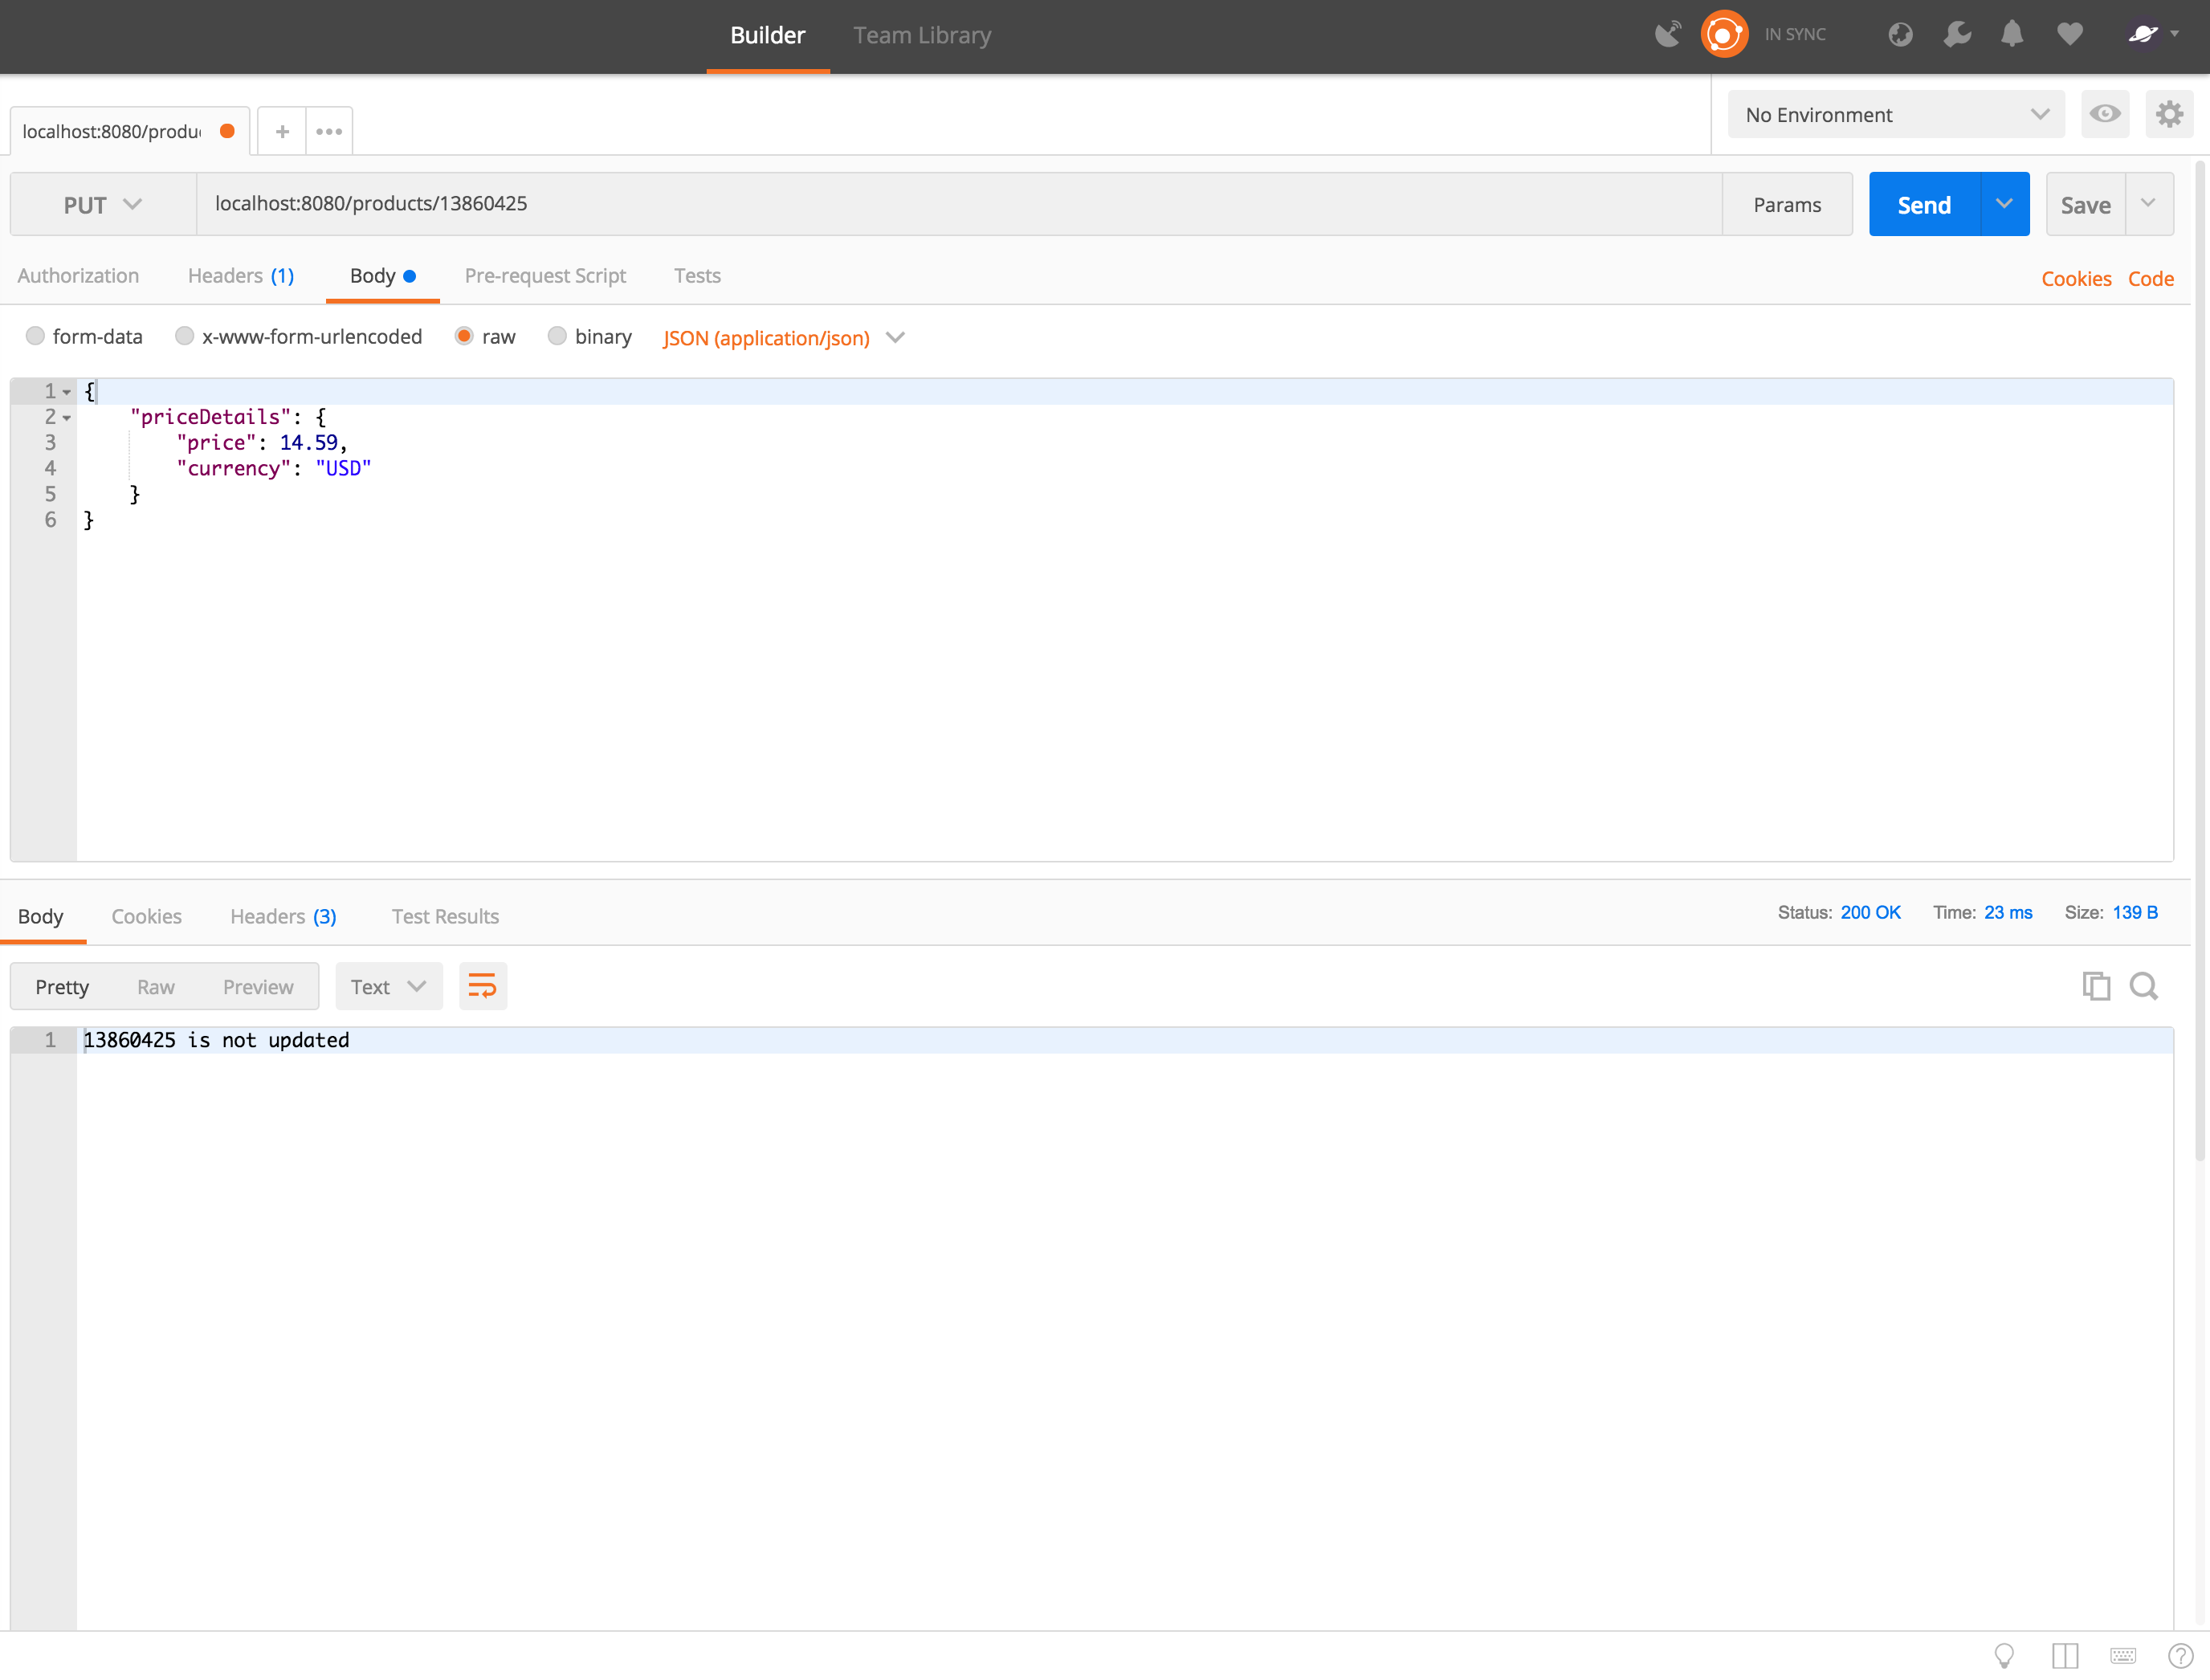 Builder Team Library IN SYNC
localhost:8080/produ + ••• No Environment
PUT localhost:8080/products/13860425 Params Send Save
Authorization Headers (1) Body Pre-request Script Tests Cookies Code
form-data x-www-form-urlencoded raw binary JSON (application/json)
1 {
2 "priceDetails": {
3 "price": 14.59,
4 "currency": "USD"
5 }
6 }
Body Cookies Headers (3) Test Results Status: 200 OK Time: 23 ms Size: 139 B
Pretty Raw Preview Text
1 13860425 is not updated